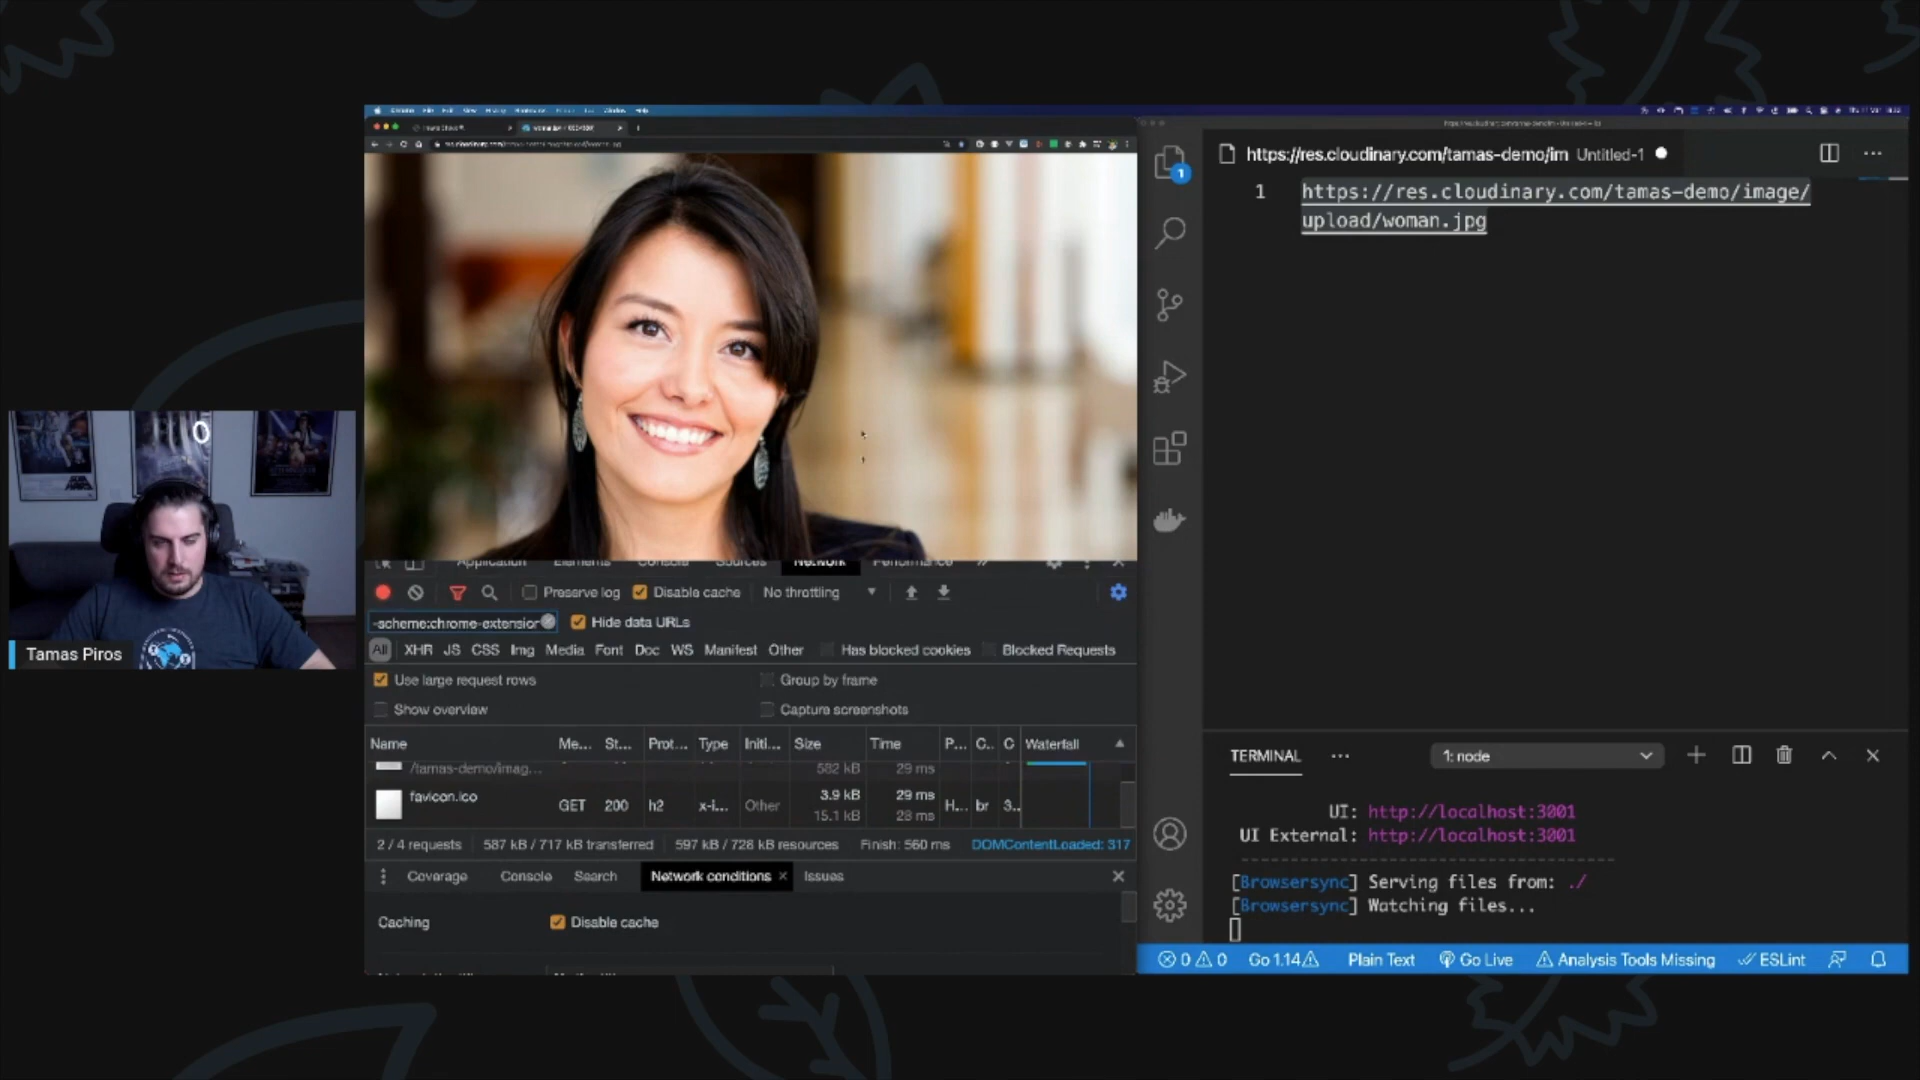 Tamas Piros
Network
Preserve log
Disable cache
No throttling
-scheme:chrome-extension
Hide data URLs
All
XHR
JS
CSS
Img
Media
Font
Doc
WS
Manifest
Other
Has blocked cookies
Blocked Requests
Use large request rows
Group by frame
Show overview
Capture screenshots
Name
Me...
St...
Prot...
Type
Initi...
Size
Time
P...
C..
C
Waterfall
/tamas-demo/imag...
582 kB
29 ms
favicon.ico
GET
200
h2
x-i...
Other
3.9 kB
15.1 kB
29 ms
28 ms
H...
br
3..
2 / 4 requests
587 kB / 717 kB transferred
597 kB / 728 kB resources
Finish: 560 ms
DOMContentLoaded: 317
Coverage
Console
Search
Network conditions
Issues
Caching
Disable cache
https://res.cloudinary.com/tamas-demo/im
Untitled-1
1
1
https://res.cloudinary.com/tamas-demo/image/
upload/woman.jpg
TERMINAL
1: node
UI: http://localhost:3001
UI External: http://localhost:3001
[Browsersync] Serving files from: ./
[Browsersync] Watching files...
0
0
Go 1.14
Plain Text
Go Live
Analysis Tools Missing
ESLint